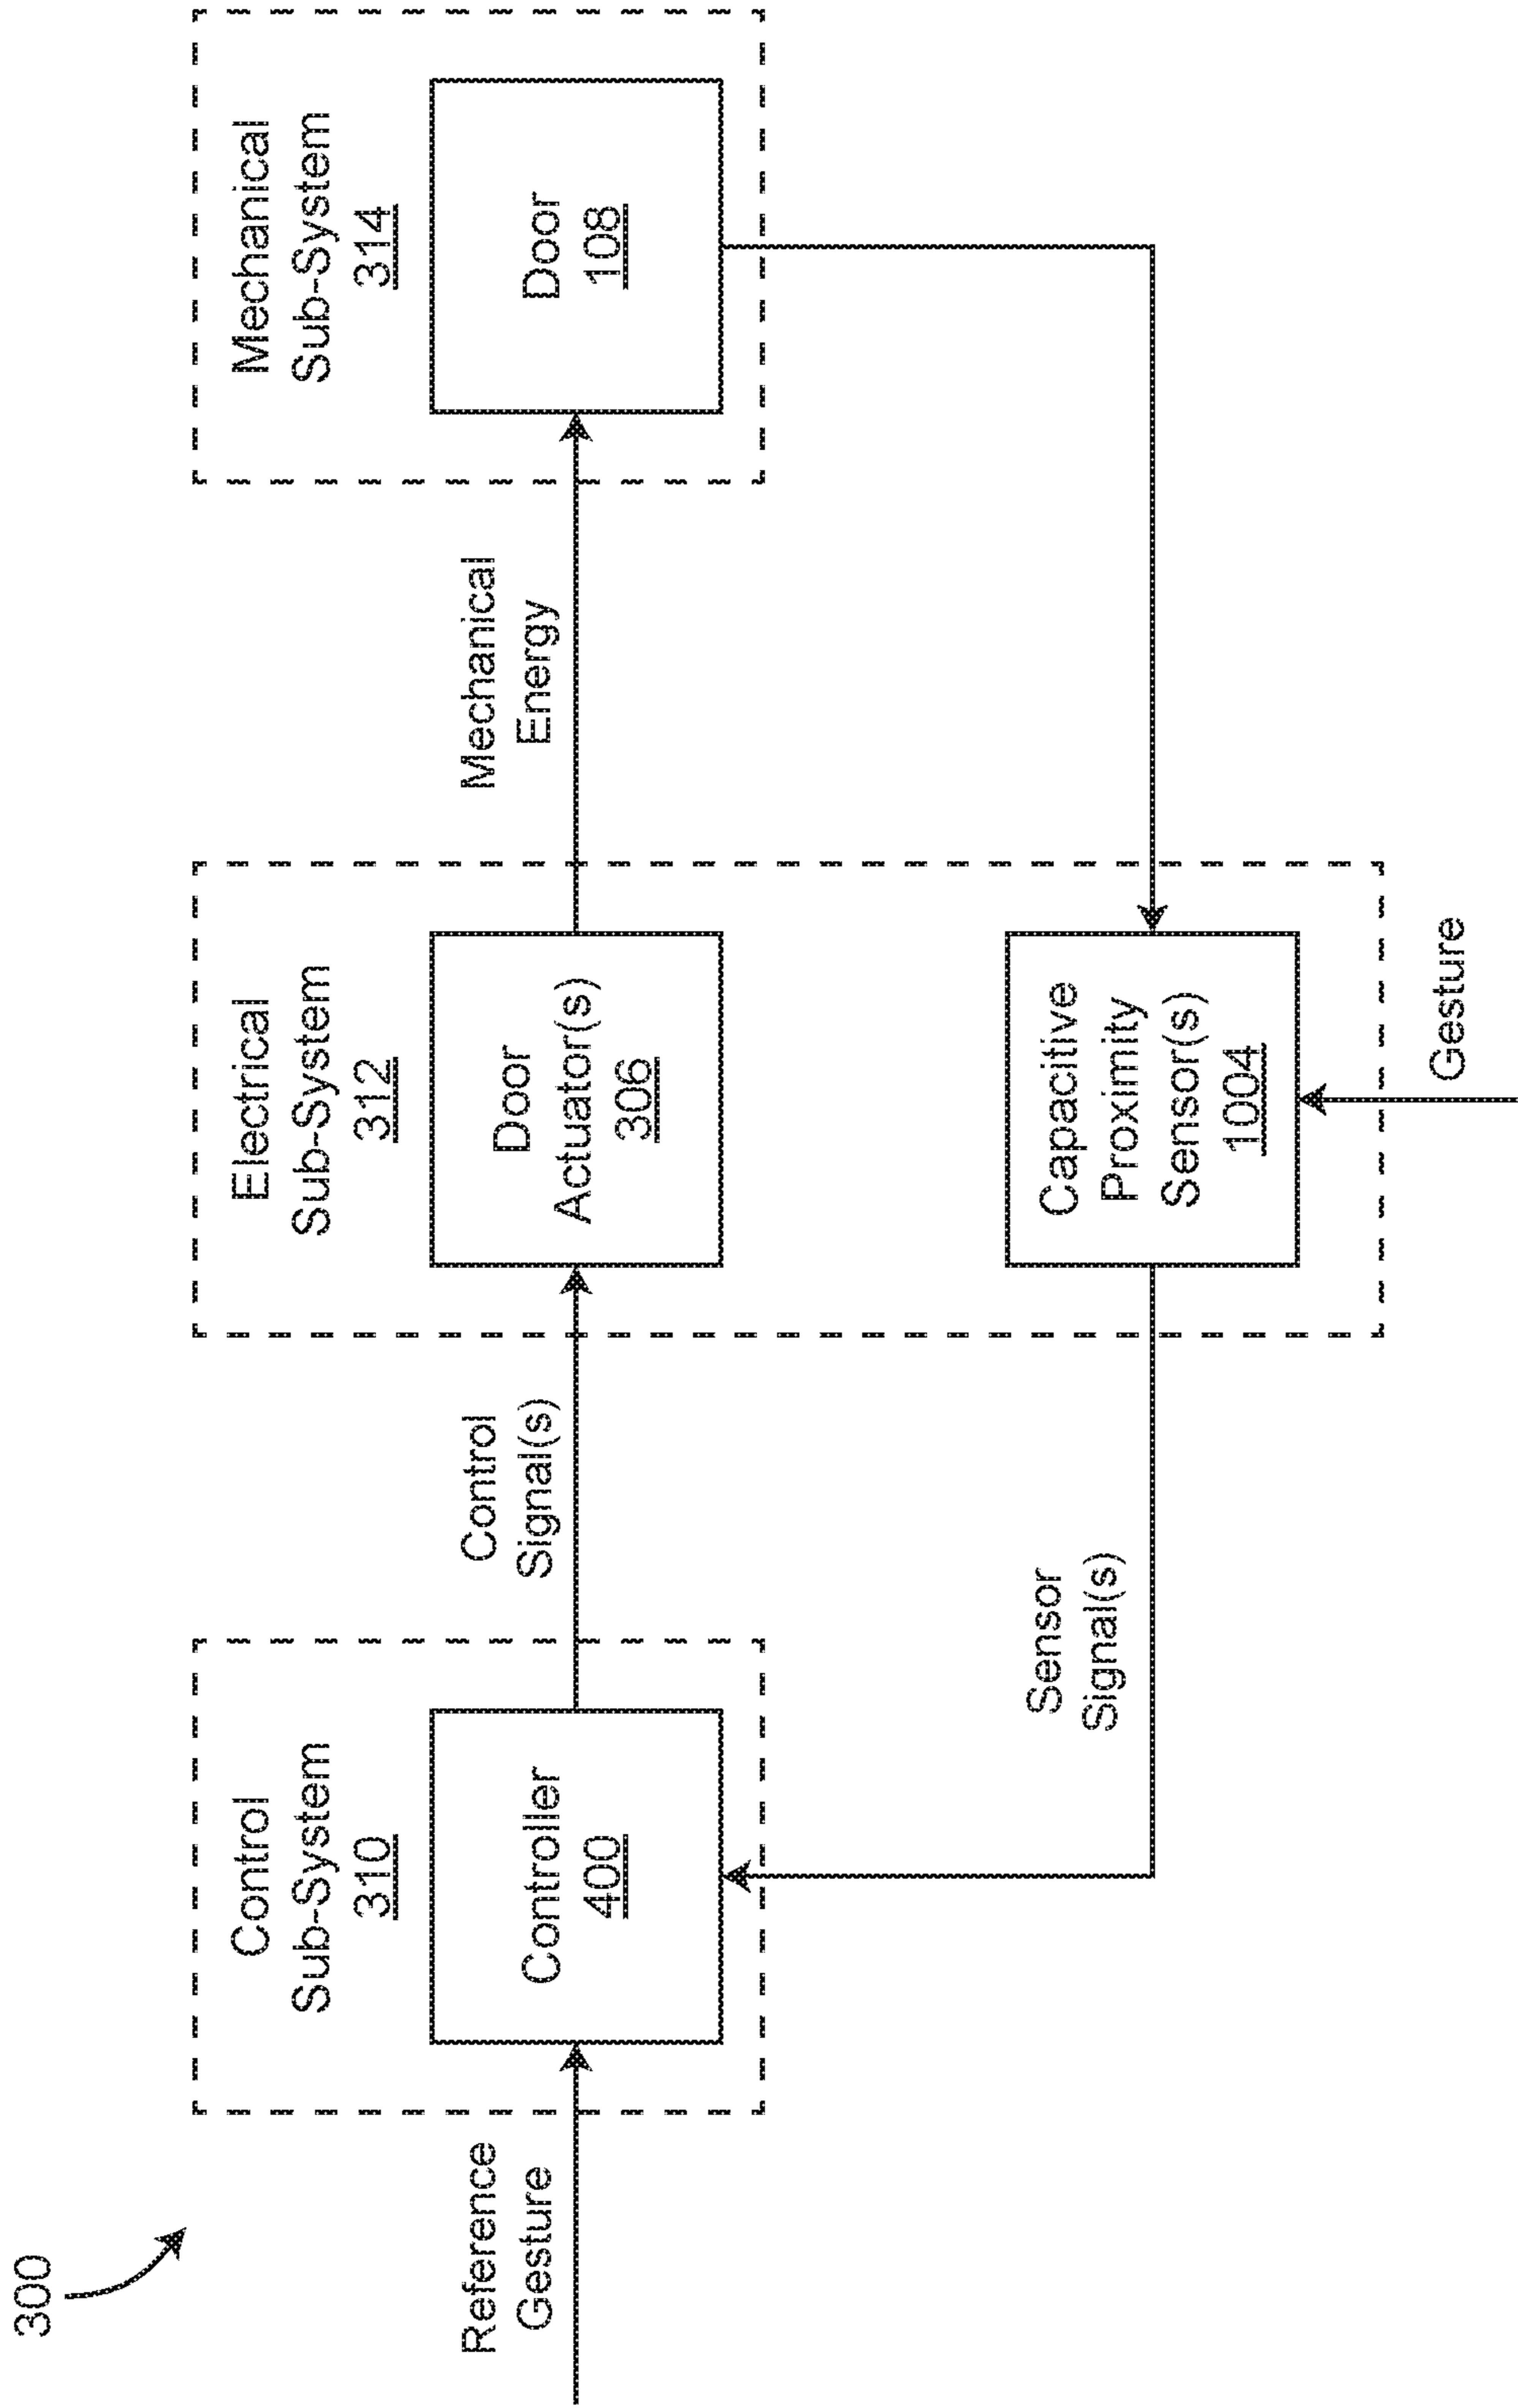 300
Control
Sub-System
310
Electrical
Sub-System
312
Mechanical
Sub-System
314
Reference
Gesture
Controller
400
Control
Signal(s)
Door
Actuator(s)
306
Mechanical
Energy
Door
108
Sensor
Signal(s)
Capacitive
Proximity
Sensor(s)
1004
Gesture